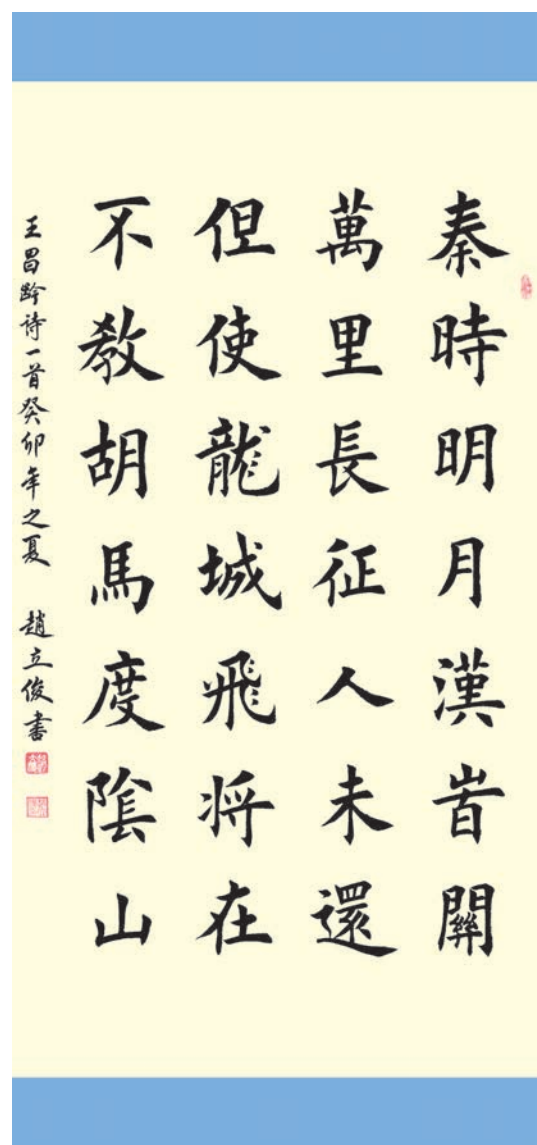 秦時明月漢旹關
萬里長征人未還
但使龍城飛将在
不教胡馬度陰山
王昌齡诗一首癸卯年之夏 趙立俊書